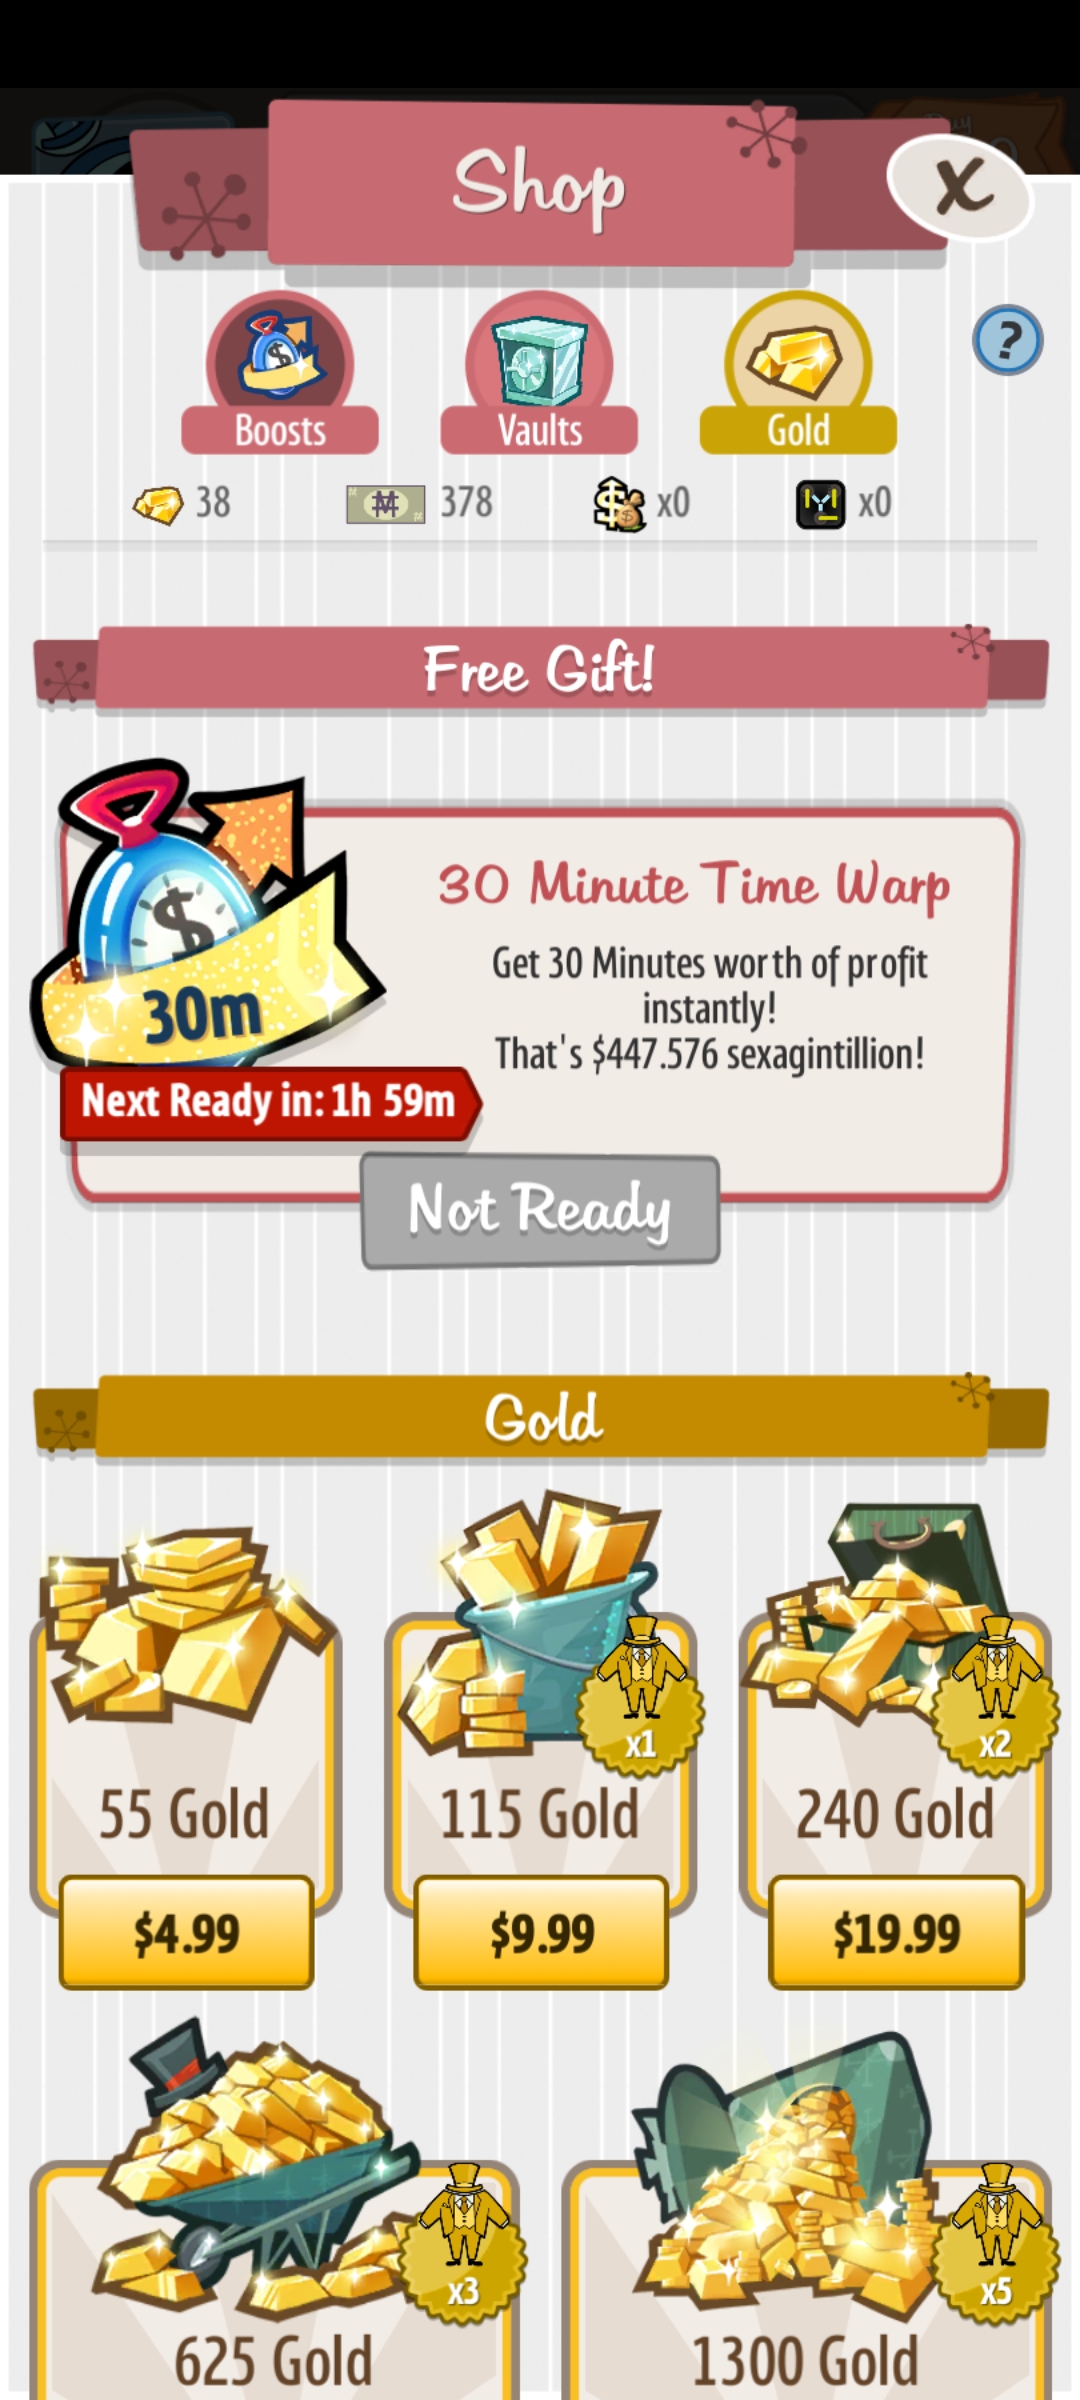 Shop
X
Boosts
Vaults
Gold
?
38
378
x0
x0
Free Gift!
30 Minute Time Warp
Get 30 Minutes worth of profit
instantly!
That's $447.576 sexagintillion!
30m
Next Ready in: 1h 59m
Not Ready
Gold
x1
x2
55 Gold
115 Gold
240 Gold
$4.99
$9.99
$19.99
x3
x5
625 Gold
1300 Gold